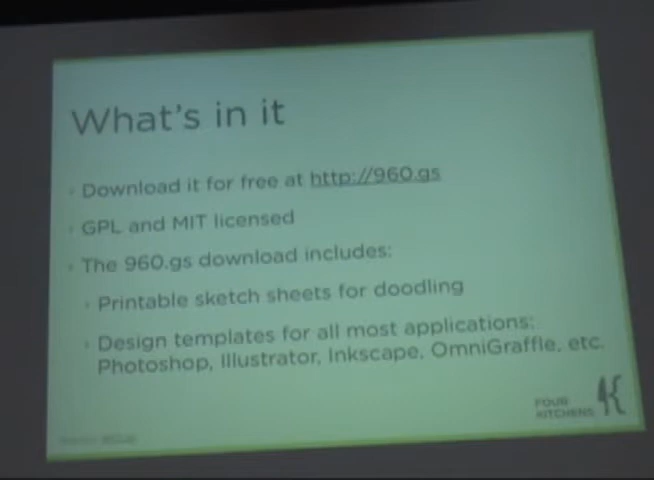 What's in it
Download it for free at http://960.gs
GPL and MIT licensed
The 960.gs download includes:
Printable sketch sheets for doodling
Design templates for all most applications:
Photoshop, Illustrator, Inkscape, OmniGraffle, etc.
FOUR
KITCHENS